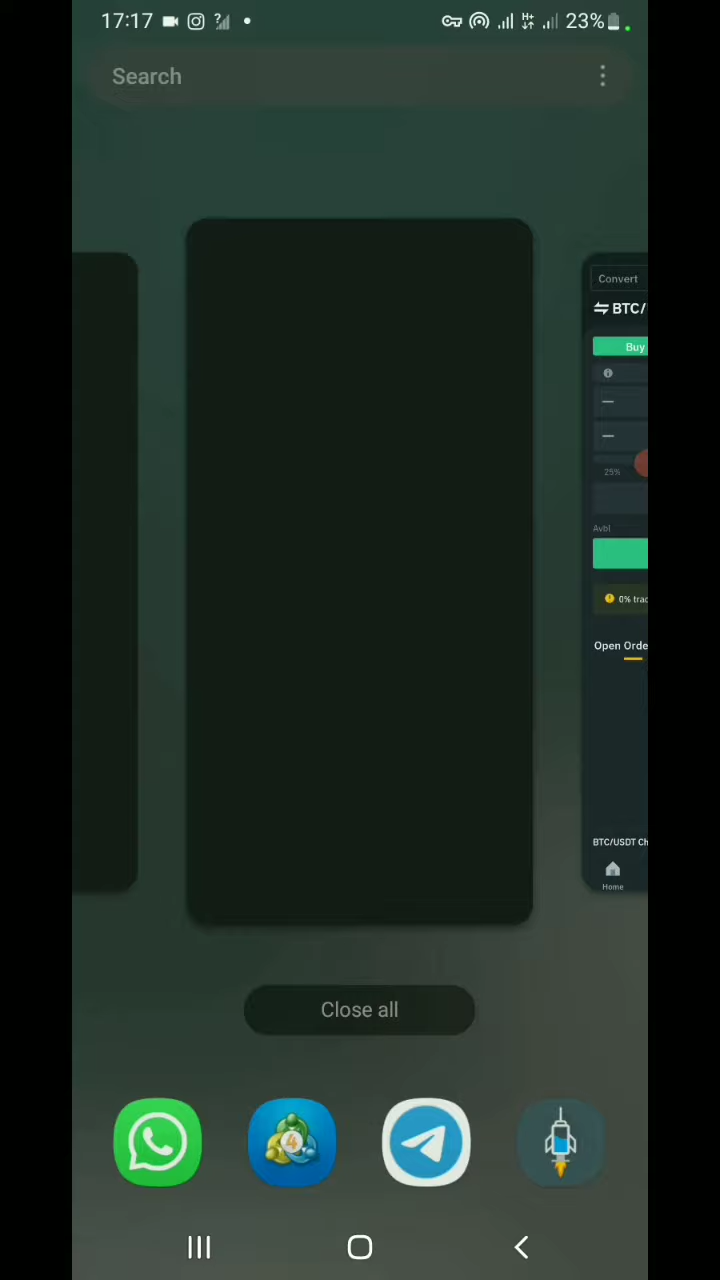 17:17
H+
23%
Search
Convert
BTC/
Buy
25%
Avbl
0% trad
Open Orde
BTC/USDT Ch
Home
Close all
4